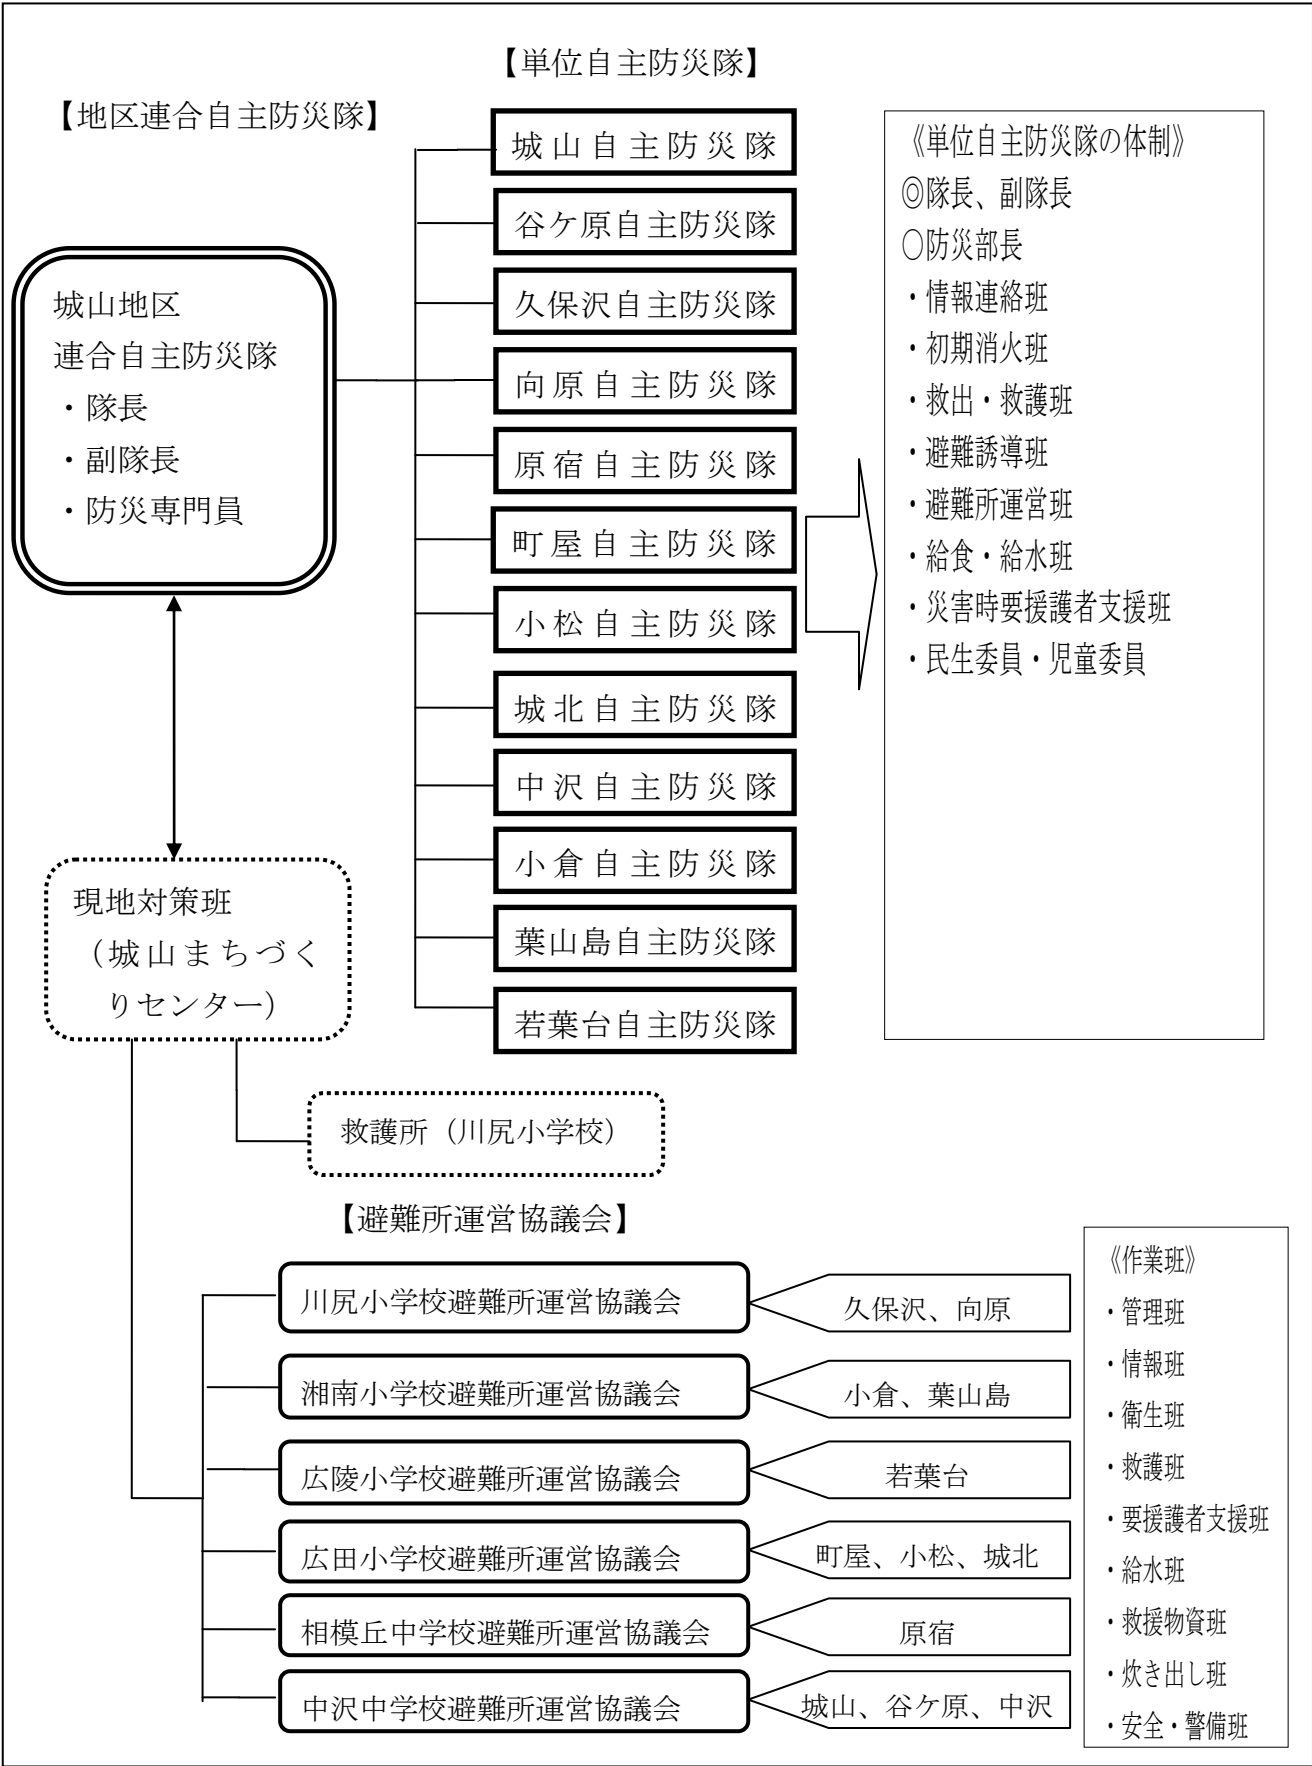 【単位自主防災隊】
【地区連合自主防災隊】
城山地区
連合自主防災隊
・隊長
・副隊長
・防災専門員
城山自主防災隊
谷ケ原自主防災隊
久保沢自主防災隊
向原自主防災隊
原宿自主防災隊
町屋自主防災隊
小松自主防災隊
城北自主防災隊
中沢自主防災隊
小倉自主防災隊
葉山島自主防災隊
若葉台自主防災隊
《単位自主防災隊の体制》
◎隊長、副隊長
○防災部長
・情報連絡班
・初期消火班
・救出・救護班
・避難誘導班
・避難所運営班
・給食・給水班
・災害時要援護者支援班
・民生委員・児童委員
現地対策班
（城山まちづく
りセンター）
救護所（川尻小学校）
【避難所運営協議会】
川尻小学校避難所運営協議会
久保沢、向原
湘南小学校避難所運営協議会
小倉、葉山島
広陵小学校避難所運営協議会
若葉台
広田小学校避難所運営協議会
町屋、小松、城北
相模丘中学校避難所運営協議会
原宿
中沢中学校避難所運営協議会
城山、谷ケ原、中沢
《作業班》
・管理班
・情報班
・衛生班
・救護班
・要援護者支援班
・給水班
・救援物資班
・炊き出し班
・安全・警備班